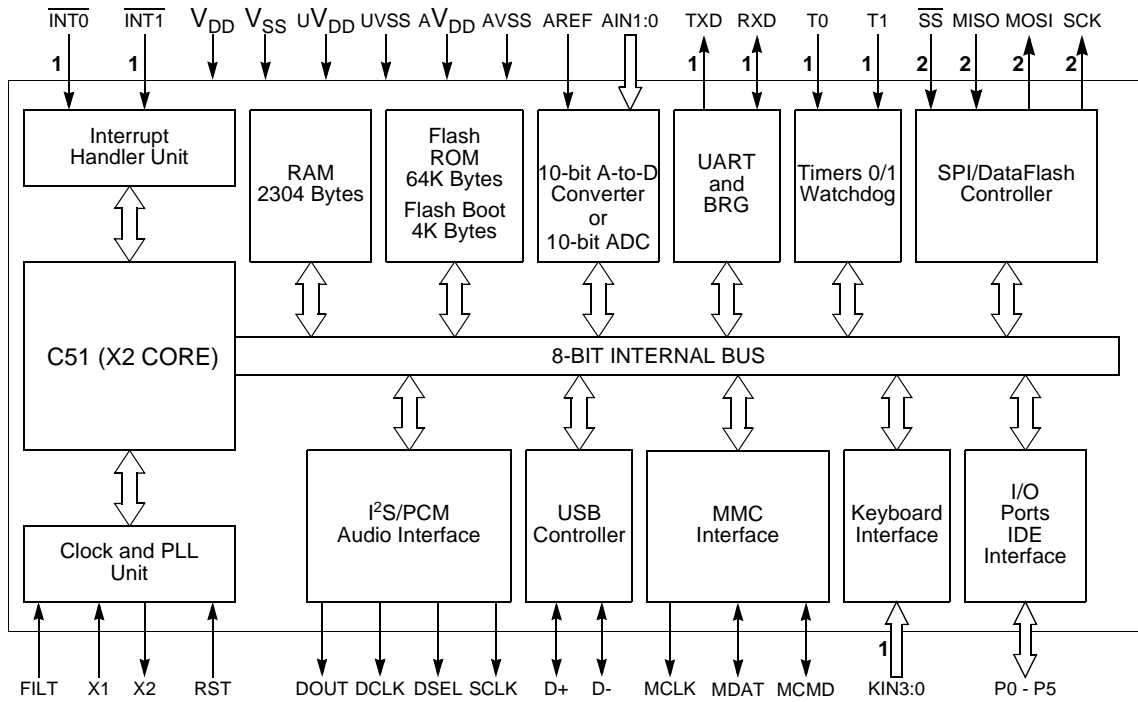 INT0 INT1 VDD VSS UVDD UVSS AVDD AVSS AREF AIN1:0 TXD RXD T0 T1 SS MISO MOSI SCK
1 1 1 1 1 1 2 2 2 2
Interrupt
Handler Unit
RAM
2304 Bytes
Flash
ROM
64K Bytes
Flash Boot
4K Bytes
10-bit A-to-D
Converter
or
10-bit ADC
UART
and
BRG
Timers 0/1
Watchdog
SPI/DataFlash
Controller
C51 (X2 CORE)
8-BIT INTERNAL BUS
Clock and PLL
Unit
I²S/PCM
Audio Interface
USB
Controller
MMC
Interface
Keyboard
Interface
I/O
Ports
IDE
Interface
1
FILT X1 X2 RST DOUT DCLK DSEL SCLK D+ D- MCLK MDAT MCMD KIN3:0 P0 - P5